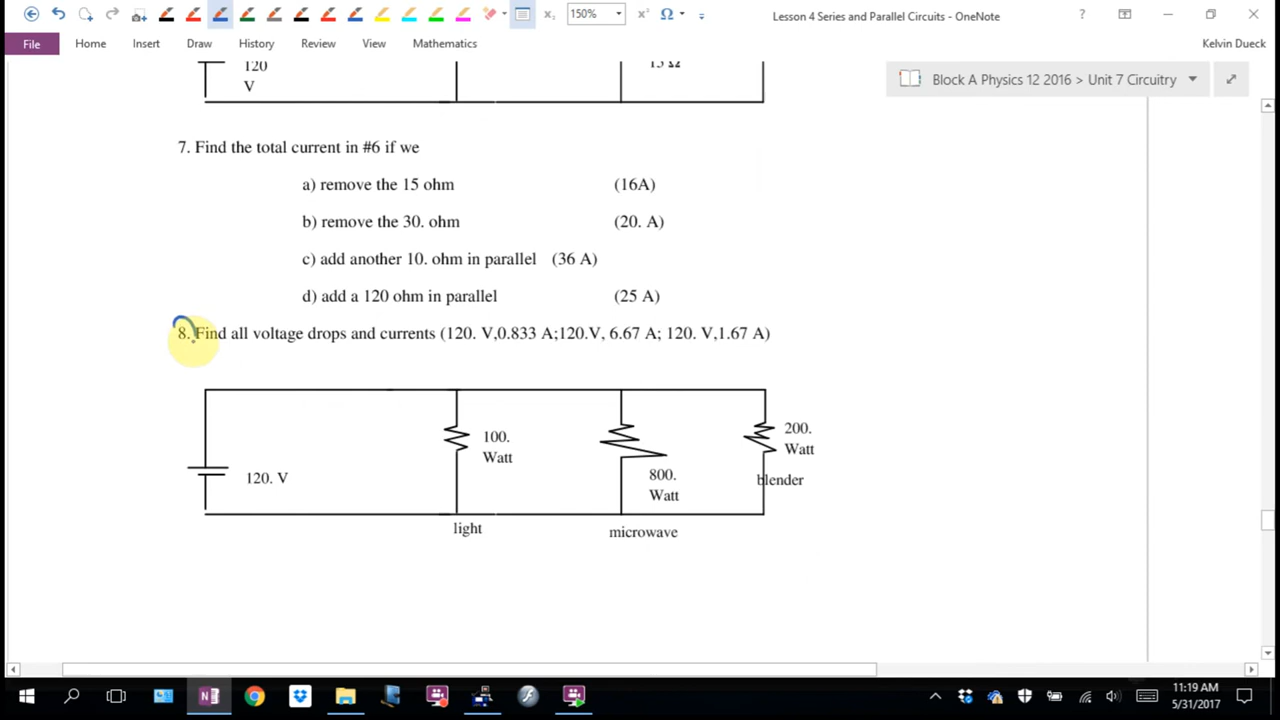 150%
Lesson 4 Series and Parallel Circuits - OneNote
File
Home
Insert
Draw
History
Review
View
Mathematics
Kelvin Dueck
Block A Physics 12 2016 > Unit 7 Circuitry
120
V
15 Ω
7. Find the total current in #6 if we
a) remove the 15 ohm (16A)
b) remove the 30. ohm (20. A)
c) add another 10. ohm in parallel (36 A)
d) add a 120 ohm in parallel (25 A)
8. Find all voltage drops and currents (120. V,0.833 A;120.V, 6.67 A; 120. V,1.67 A)
120. V
100.
Watt
light
800.
Watt
microwave
200.
Watt
blender
11:19 AM
5/31/2017